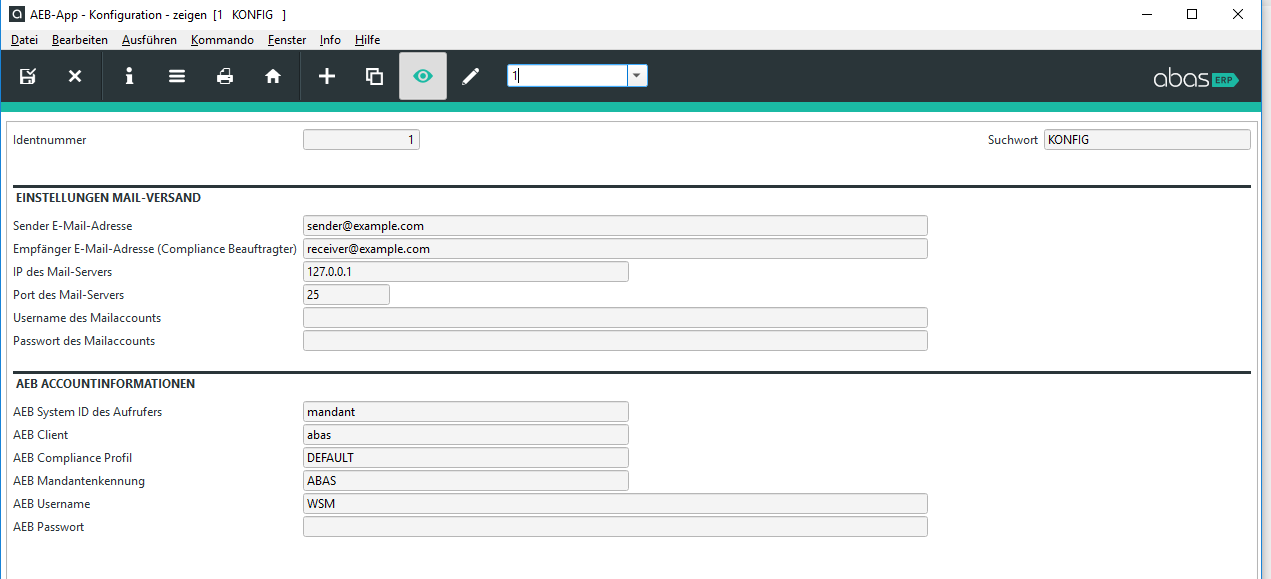 AEB-App - Konfiguration - zeigen [1 KONFIG ]
Datei Bearbeiten Ausführen Kommando Fenster Info Hilfe
1 abas ERP
Identnummer 1 Suchwort KONFIG
EINSTELLUNGEN MAIL-VERSAND
Sender E-Mail-Adresse sender@example.com
Empfänger E-Mail-Adresse (Compliance Beauftragter) receiver@example.com
IP des Mail-Servers 127.0.0.1
Port des Mail-Servers 25
Username des Mailaccounts
Passwort des Mailaccounts
AEB ACCOUNTINFORMATIONEN
AEB System ID des Aufrufers mandant
AEB Client abas
AEB Compliance Profil DEFAULT
AEB Mandantenkennung ABAS
AEB Username WSM
AEB Passwort